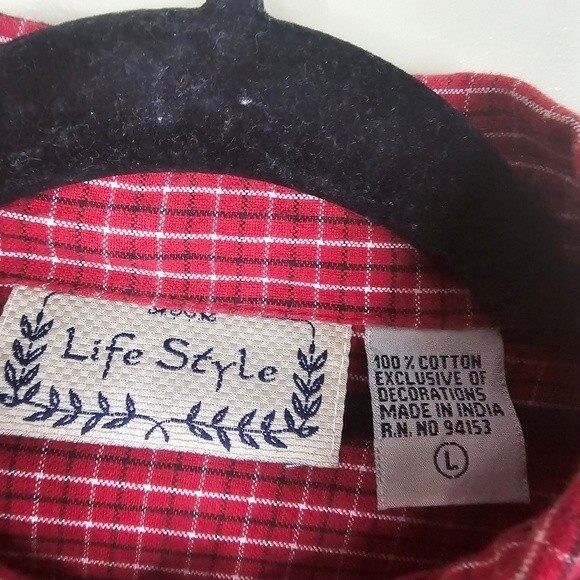 Life Style
100 % COTTON
EXCLUSIVE OF
DECORATIONS
MADE IN INDIA
R.N. NO 94153
L